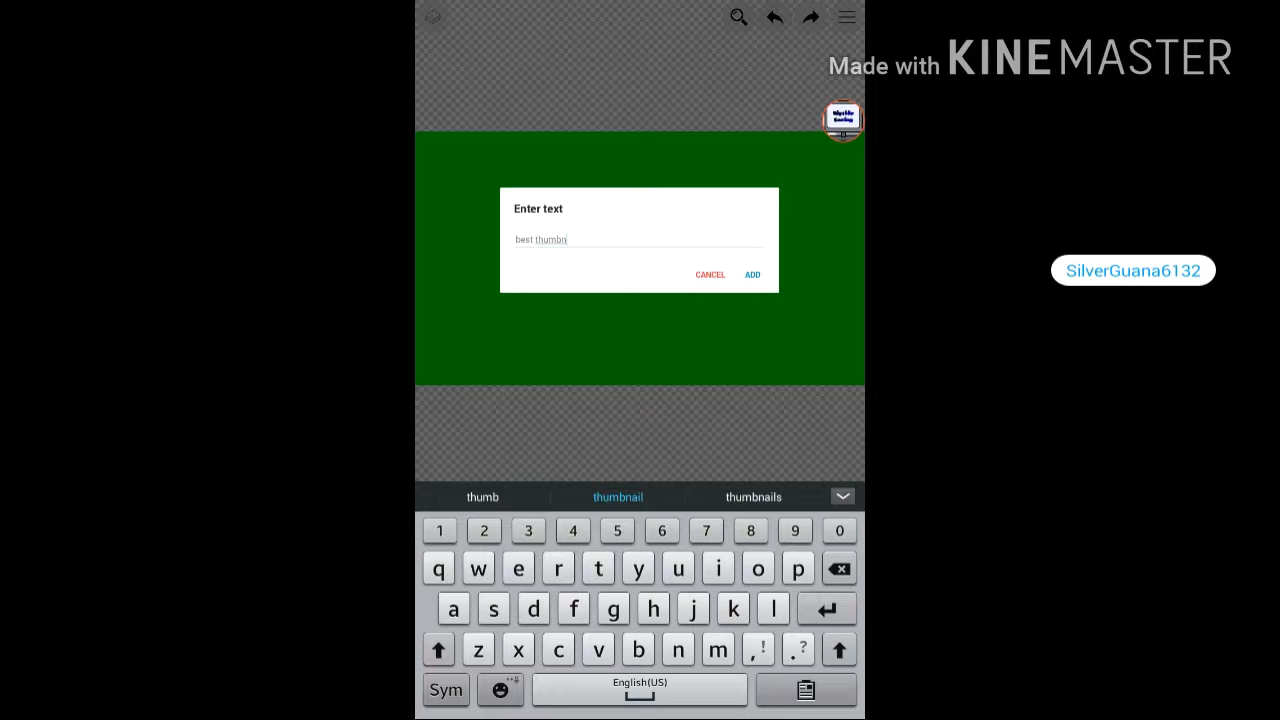 Made with KINEMASTER
Enter text
best thumbn
CANCEL ADD
SilverGuana6132
thumb thumbnail thumbnails
1 2 3 4 5 6 7 8 9 0
q w e r t y u i o p
a s d f g h j k l
z x c v b n m , ! . ?
Sym English(US)